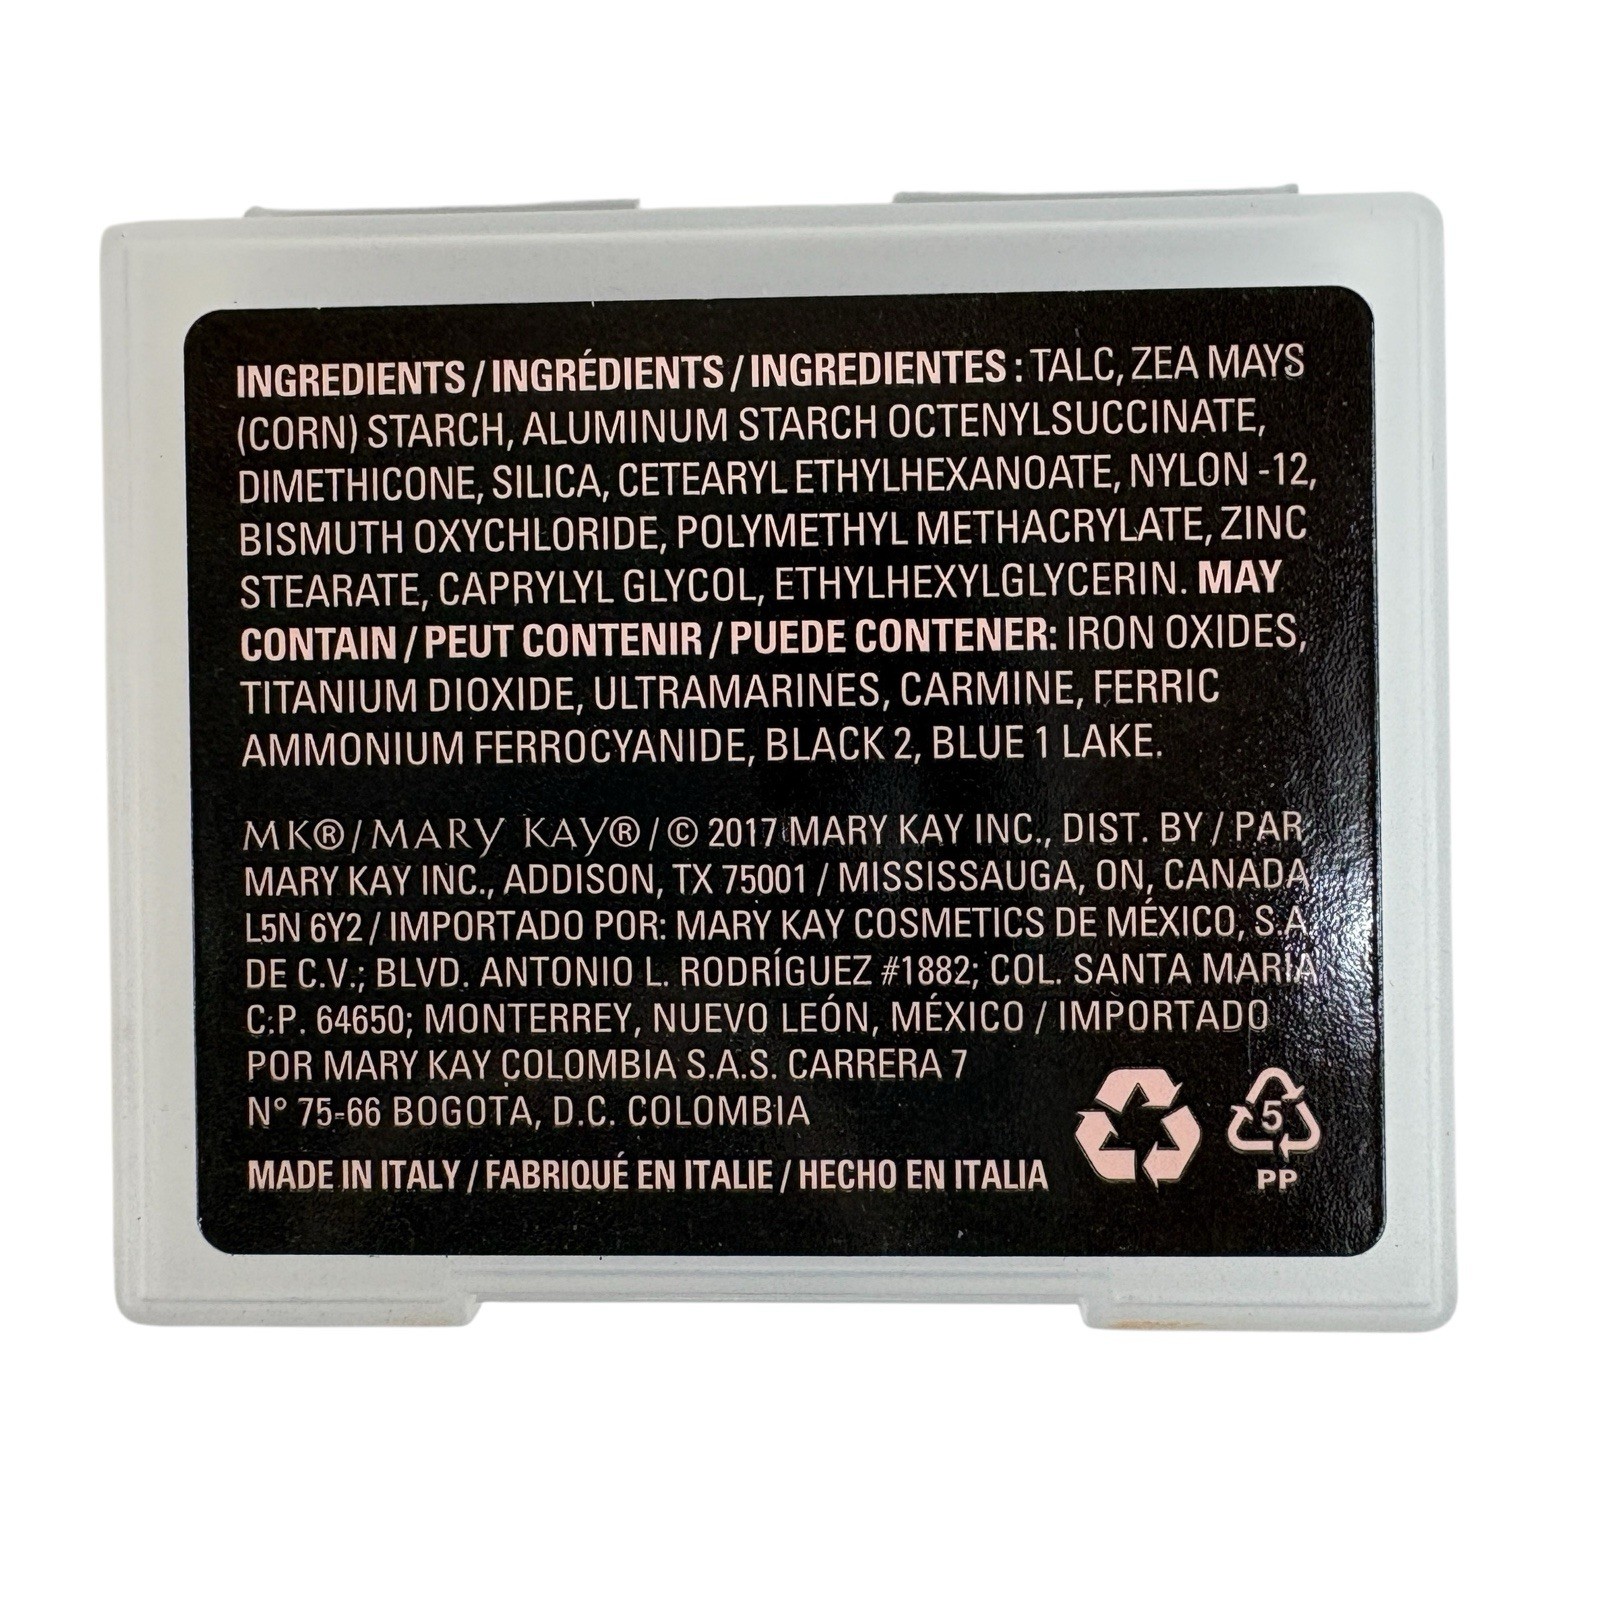 INGREDIENTS / INGRÉDIENTS / INGREDIENTES : TALC, ZEA MAYS
(CORN) STARCH, ALUMINUM STARCH OCTENYLSUCCINATE,
DIMETHICONE, SILICA, CETEARYL ETHYLHEXANOATE, NYLON -12,
BISMUTH OXYCHLORIDE, POLYMETHYL METHACRYLATE, ZINC
STEARATE, CAPRYLYL GLYCOL, ETHYLHEXYLGLYCERIN. MAY
CONTAIN / PEUT CONTENIR / PUEDE CONTENER: IRON OXIDES,
TITANIUM DIOXIDE, ULTRAMARINES, CARMINE, FERRIC
AMMONIUM FERROCYANIDE, BLACK 2, BLUE 1 LAKE.
MK® / MARY KAY® / © 2017 MARY KAY INC., DIST. BY / PAR
MARY KAY INC., ADDISON, TX 75001 / MISSISSAUGA, ON, CANADA
L5N 6Y2 / IMPORTADO POR: MARY KAY COSMETICS DE MÉXICO, S.A.
DE C.V.; BLVD. ANTONIO L. RODRÍGUEZ #1882; COL. SANTA MARÍA
C.P. 64650; MONTERREY, NUEVO LEÓN, MÉXICO / IMPORTADO
POR MARY KAY COLOMBIA S.A.S. CARRERA 7
N° 75-66 BOGOTA, D.C. COLOMBIA
MADE IN ITALY / FABRIQUÉ EN ITALIE / HECHO EN ITALIA
5
PP